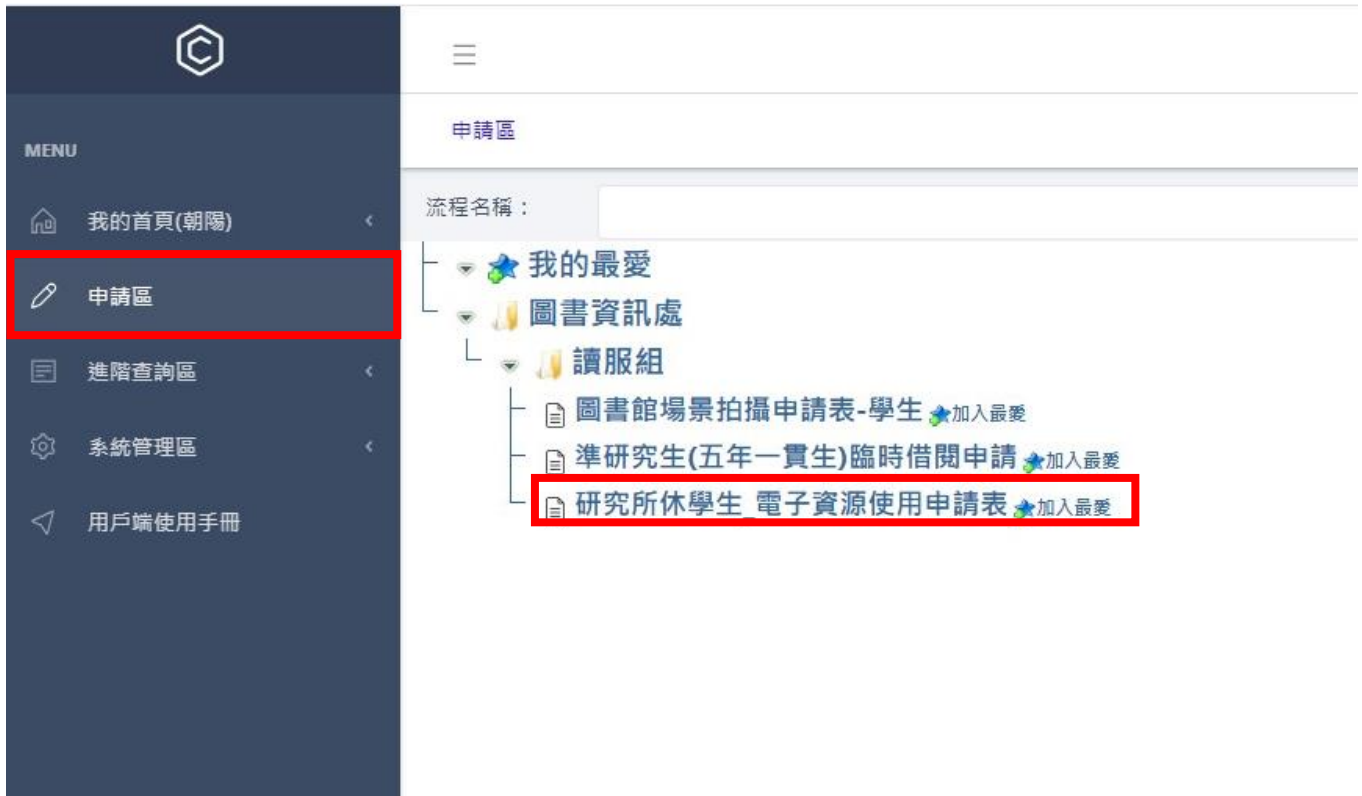 MENU
我的首頁(朝陽)
申請區
進階查詢區
系統管理區
用戶端使用手冊
申請區
流程名稱：
我的最愛
圖書資訊處
讀服組
圖書館場景拍攝申請表-學生 加入最愛
準研究生(五年一貫生)臨時借閱申請 加入最愛
研究所休學生_電子資源使用申請表 加入最愛